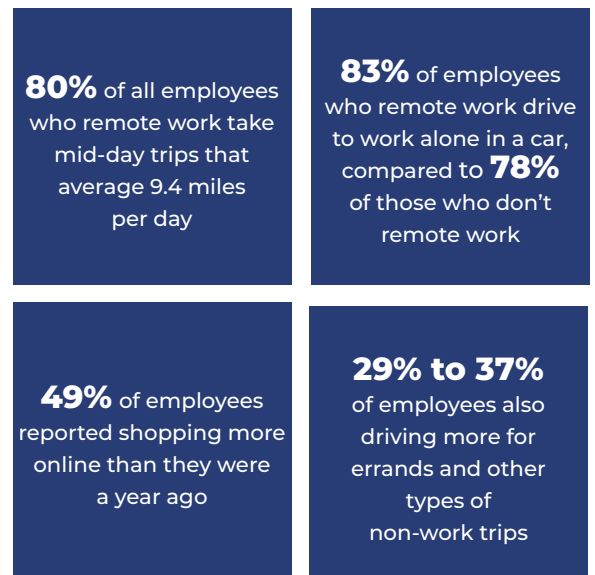 80% of all employees
who remote work take
mid-day trips that
average 9.4 miles
per day
83% of employees
who remote work drive
to work alone in a car,
compared to 78%
of those who don’t
remote work
49% of employees
reported shopping more
online than they were
a year ago
29% to 37%
of employees also
driving more for
errands and other
types of
non-work trips